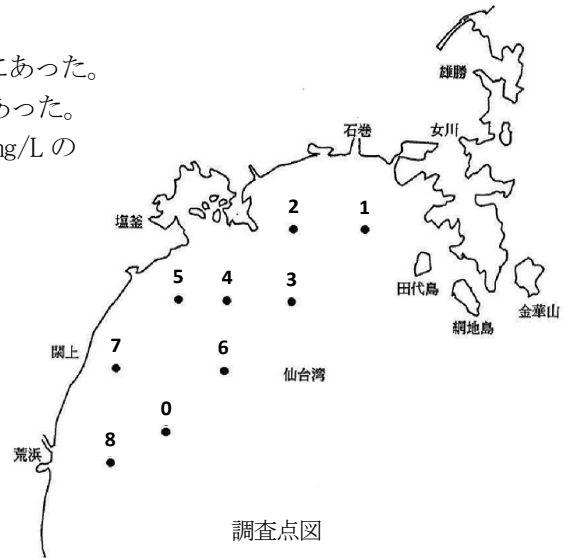 にあった。
あった。
mg/L の
雄勝
石巻
女川
塩釜
2
1
5
4
3
田代島
網地島
金華山
閖上
7
6
仙台湾
0
荒浜
8
調査点図